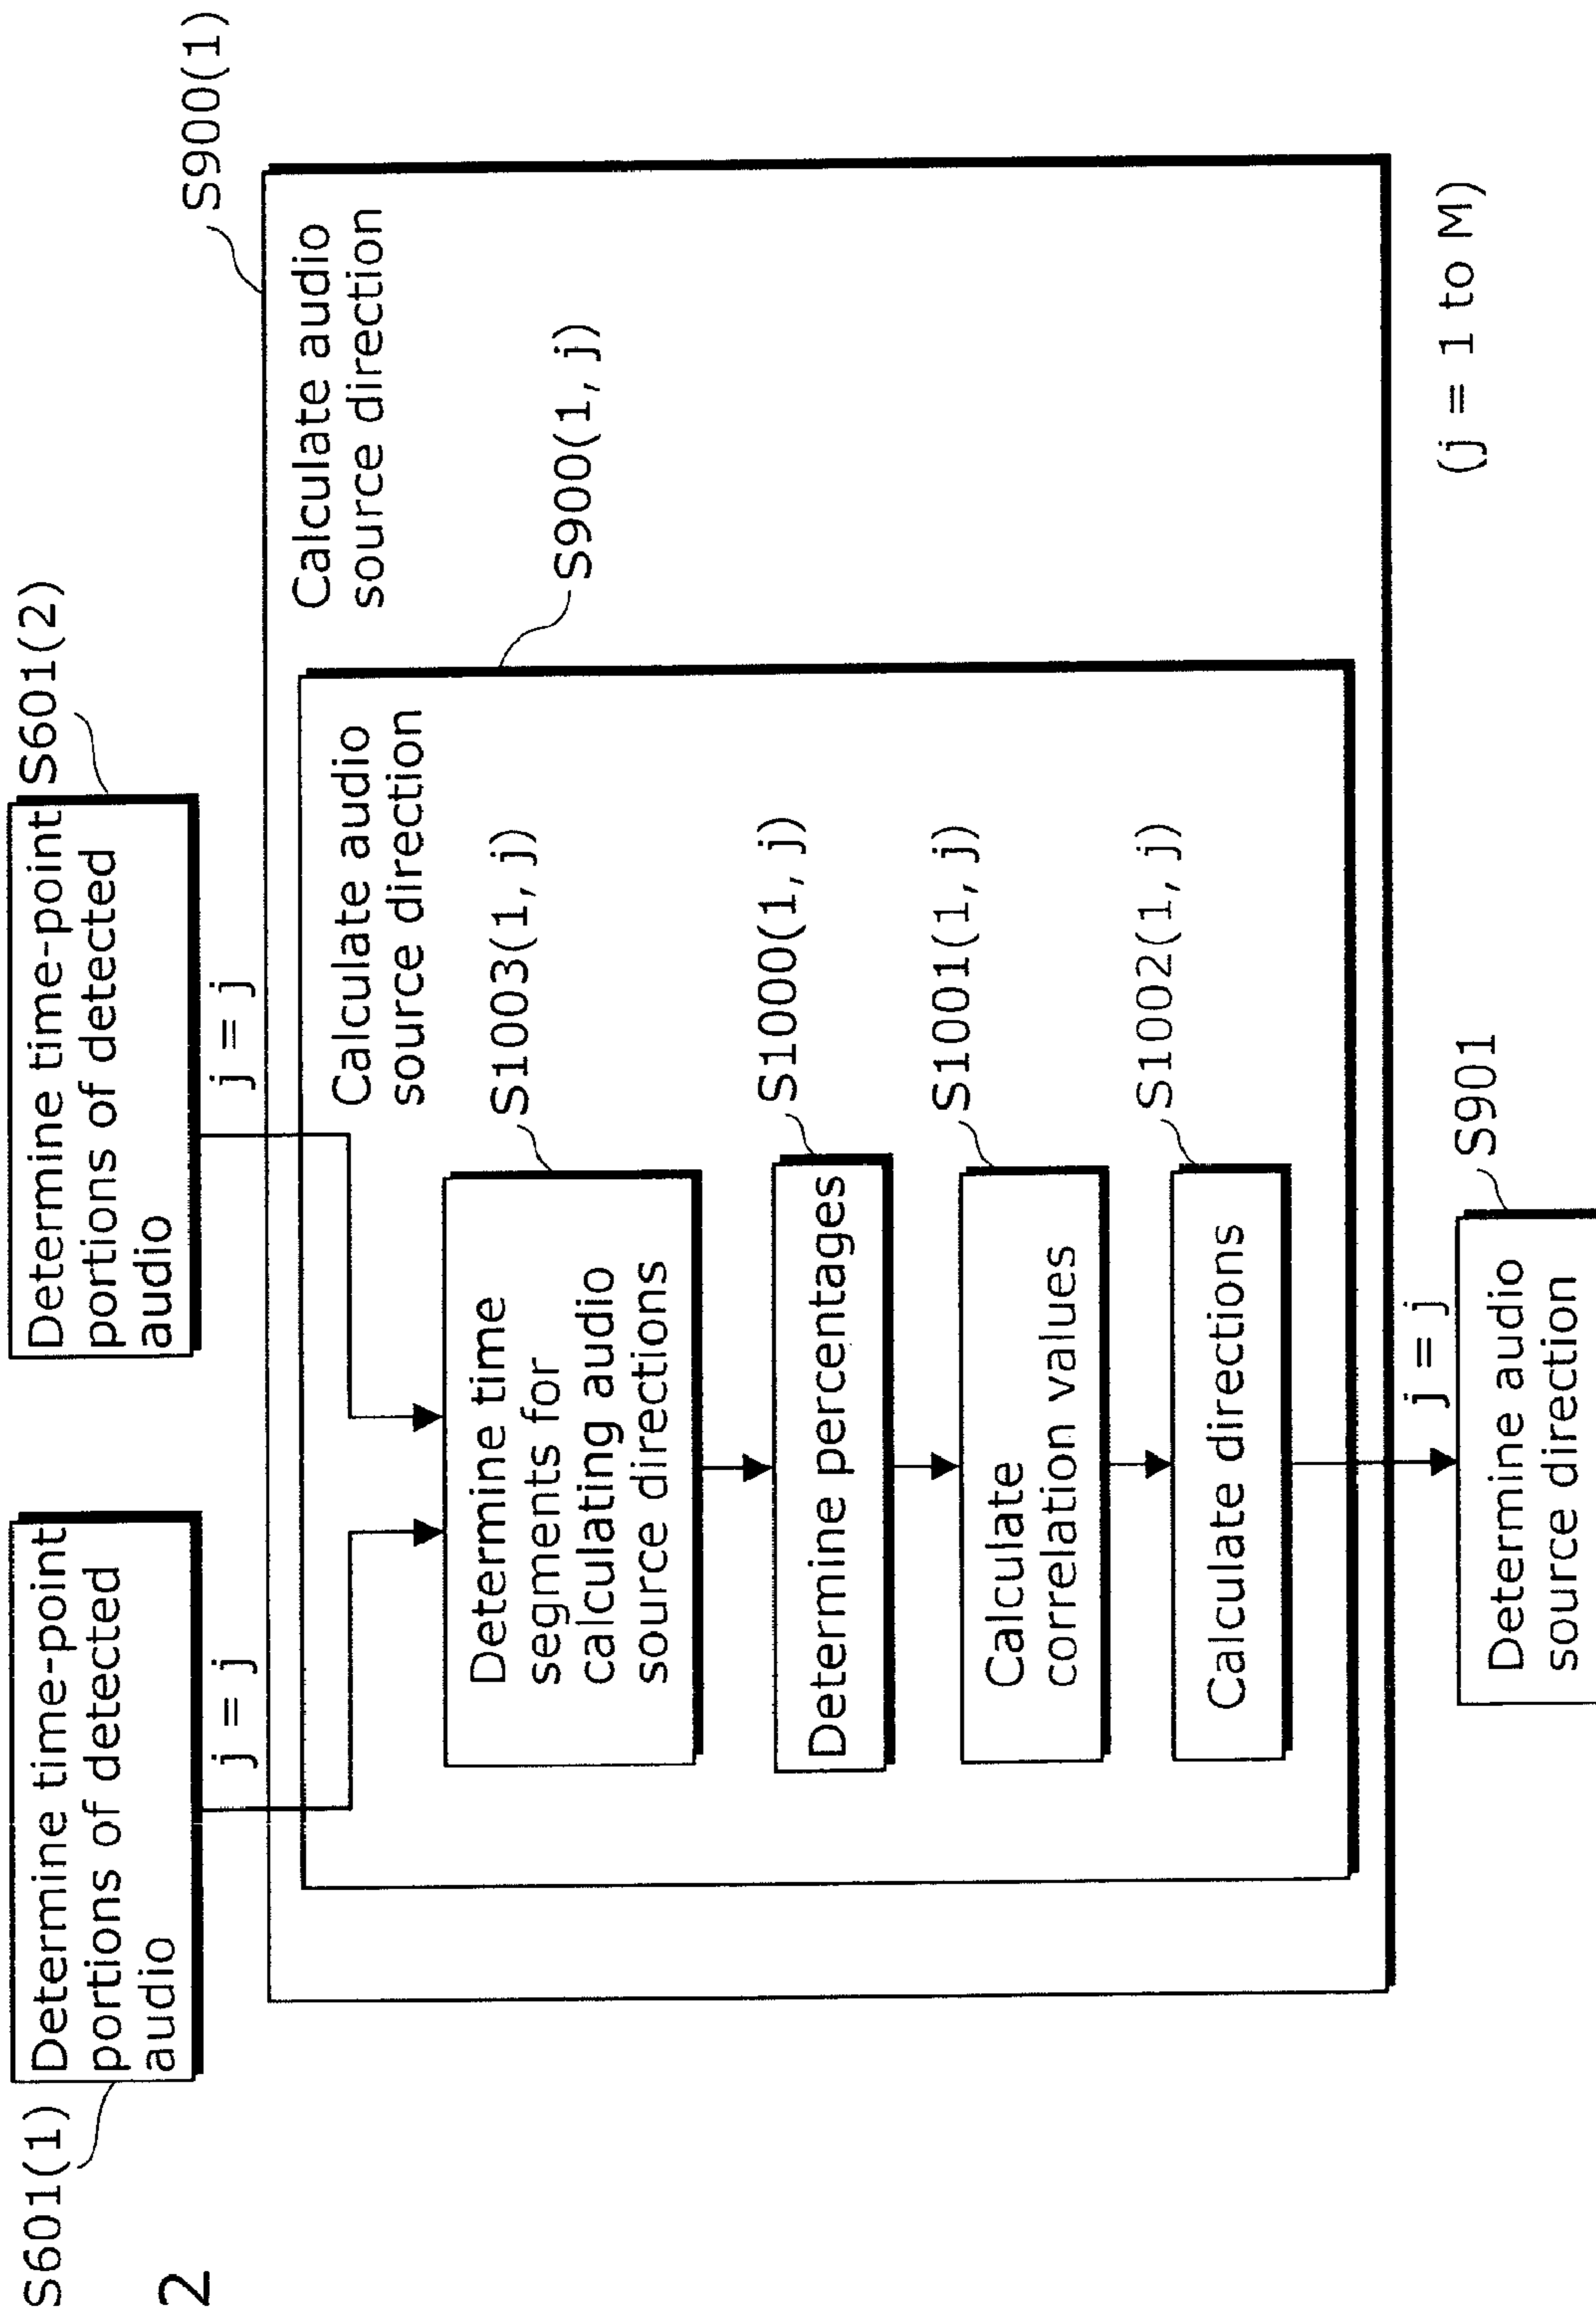 2
S601(1)
Determine time-point
portions of detected
audio
S601(2)
Determine time-point
portions of detected
audio
j = j
j = j
S900(1)
Calculate audio
source direction
S900(1, j)
Calculate audio
source direction
S1003(1, j)
Determine time
segments for
calculating audio
source directions
S1000(1, j)
Determine percentages
S1001(1, j)
Calculate
correlation values
S1002(1, j)
Calculate directions
j = j
(j = 1 to M)
S901
Determine audio
source direction